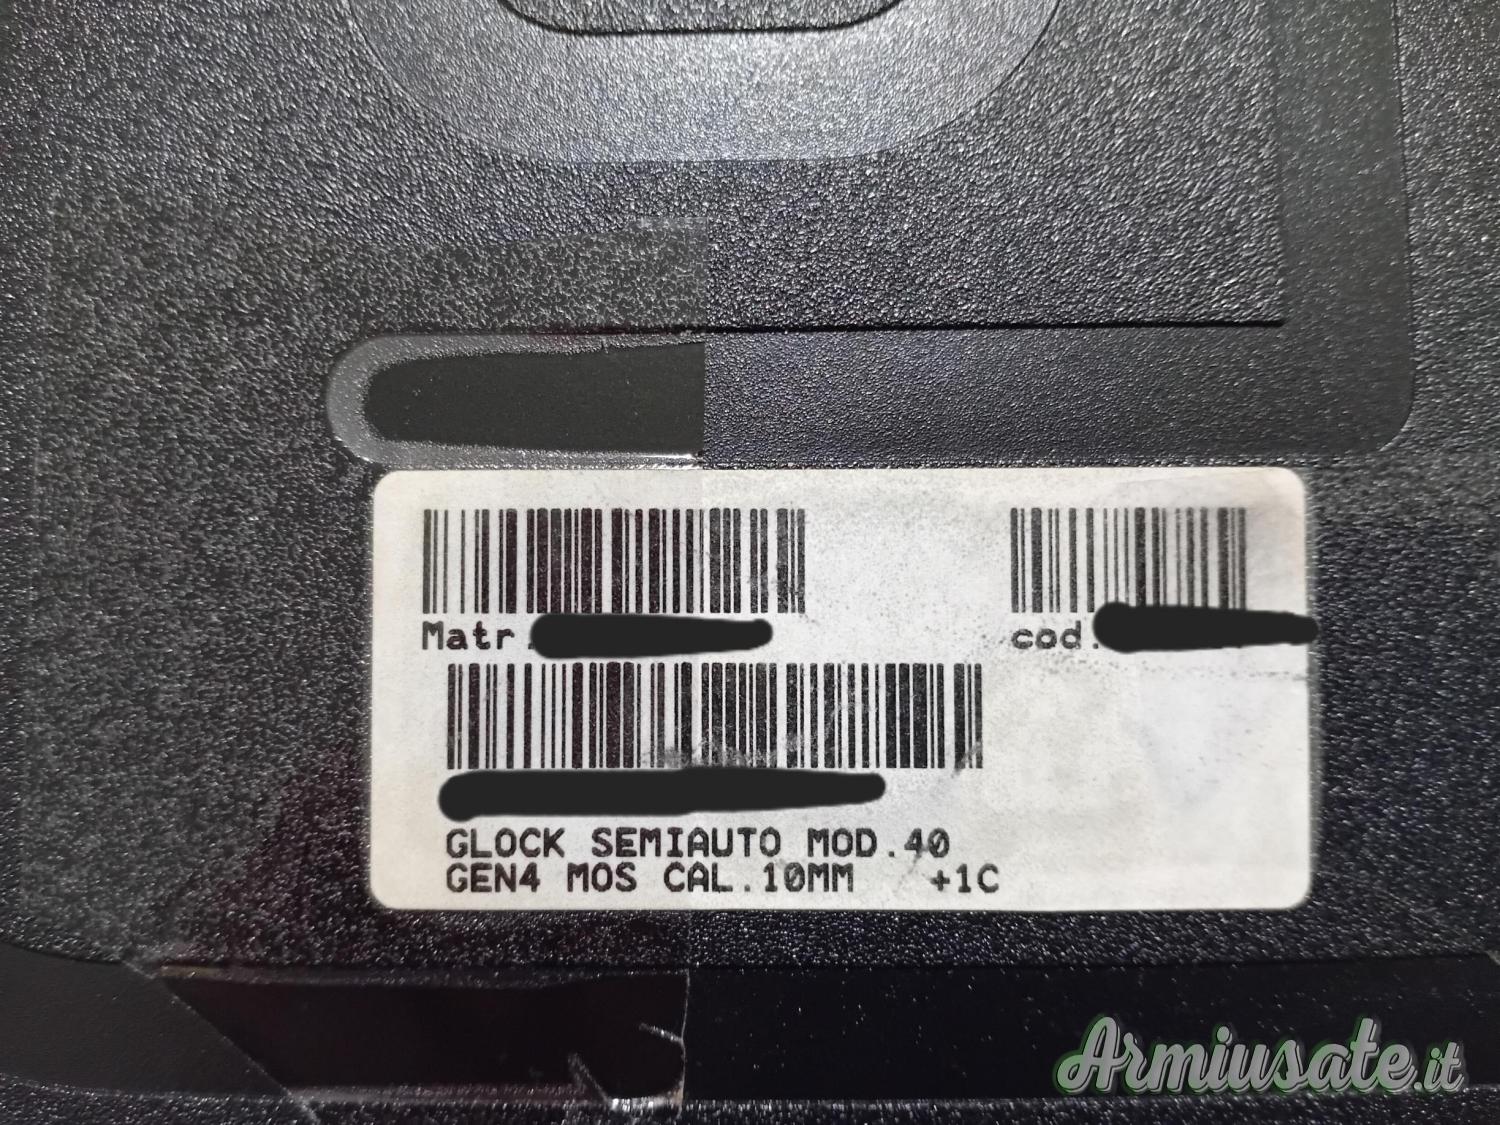 Matr.
cod.
GLOCK SEMIAUTO MOD.40
GEN4 MOS CAL.10MM +1C
Armiusate.it